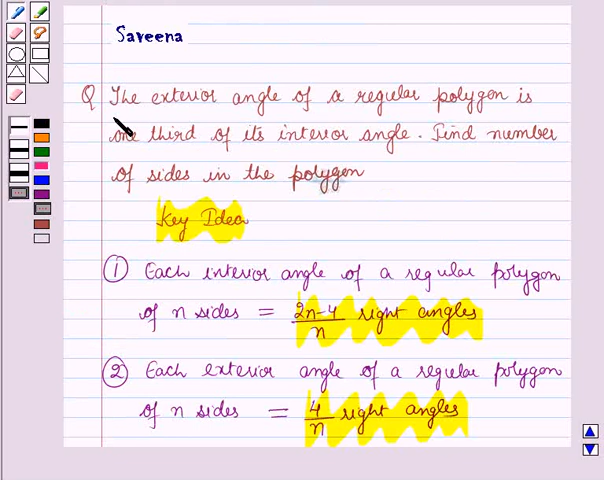 Saveena
Q The exterior angle of a regular polygon is
one third of its interior angle. Find number
of sides in the polygon
Key Idea
① Each interior angle of a regular polygon
of n sides = 2n-4/n right angles
② Each exterior angle of a regular polygon
of n sides = 4/n right angles